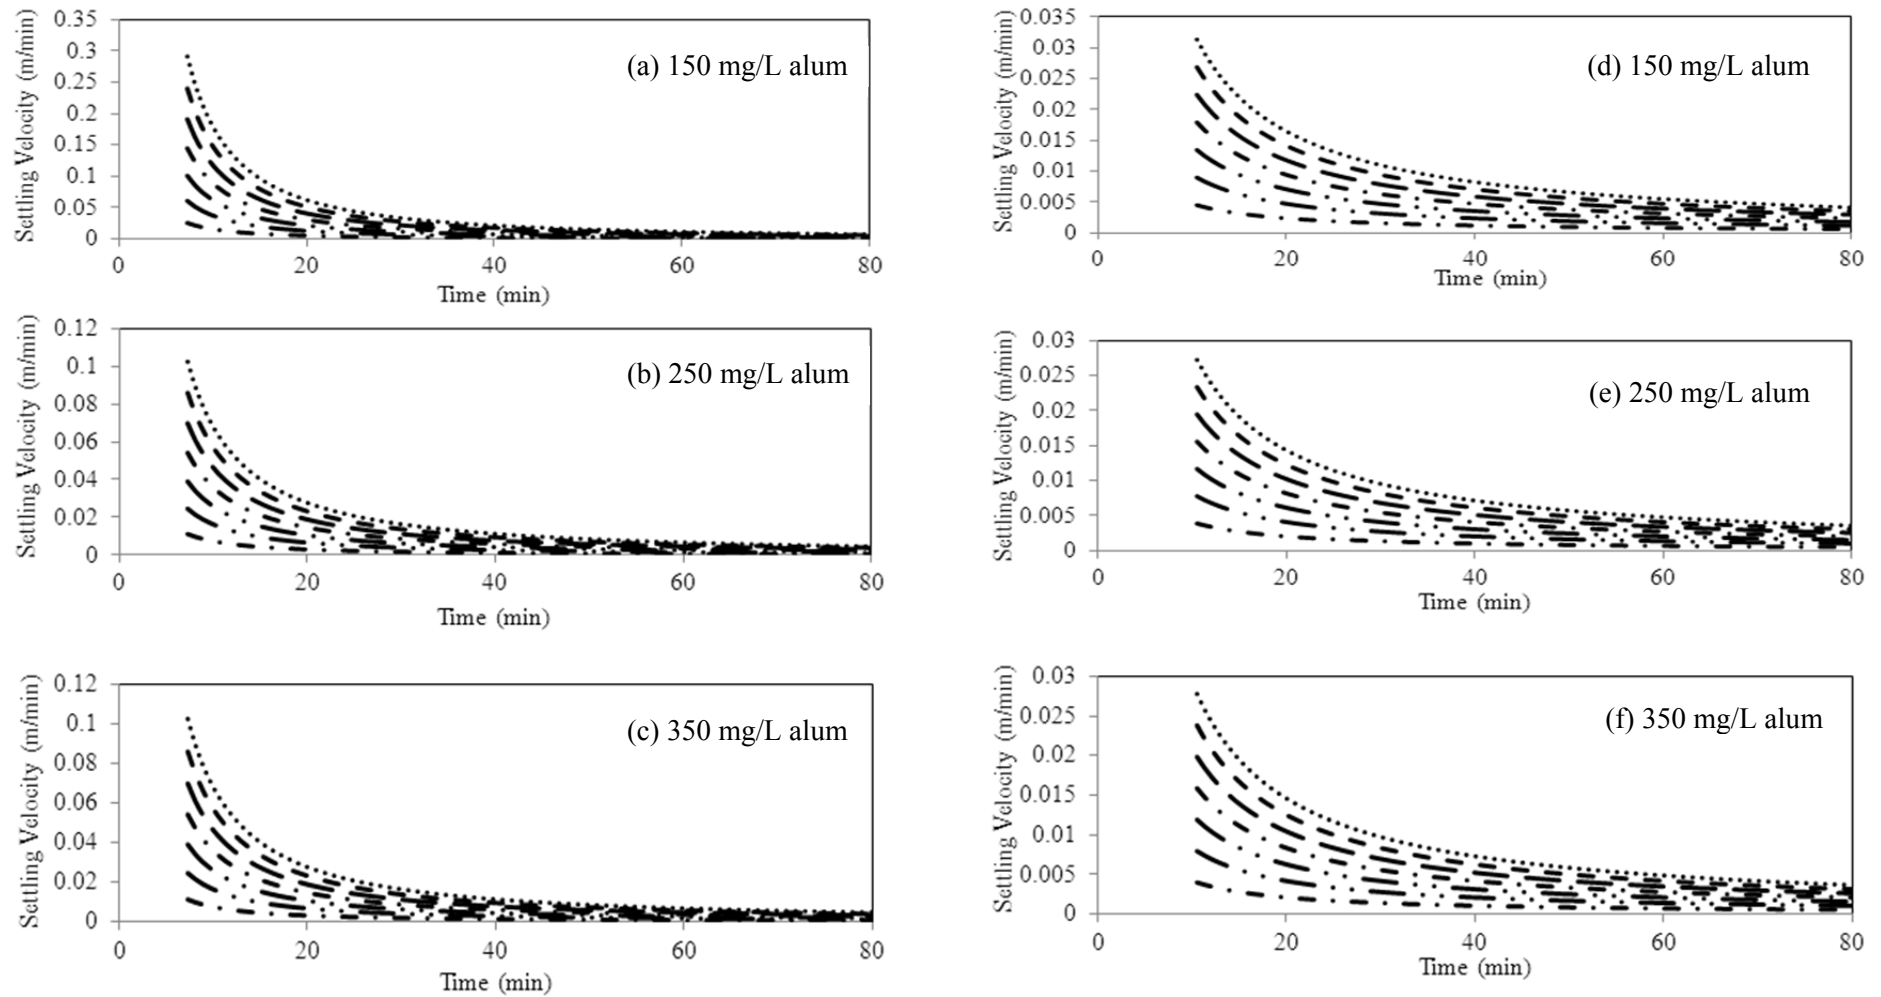 Settling Velocity (m/min)
0.35
0.3
0.25
0.2
0.15
0.1
0.05
0
(a) 150 mg/L alum
0 20 40 60 80
Time (min)
Settling Velocity (m/min)
0.12
0.1
0.08
0.06
0.04
0.02
0
(b) 250 mg/L alum
0 20 40 60 80
Time (min)
Settling Velocity (m/min)
0.12
0.1
0.08
0.06
0.04
0.02
0
(c) 350 mg/L alum
0 20 40 60 80
Time (min)
Settling Velocity (m/min)
0.035
0.03
0.025
0.02
0.015
0.01
0.005
0
(d) 150 mg/L alum
0 20 40 60 80
Time (min)
Settling Velocity (m/min)
0.03
0.025
0.02
0.015
0.01
0.005
0
(e) 250 mg/L alum
0 20 40 60 80
Time (min)
Settling Velocity (m/min)
0.03
0.025
0.02
0.015
0.01
0.005
0
(f) 350 mg/L alum
0 20 40 60 80
Time (min)